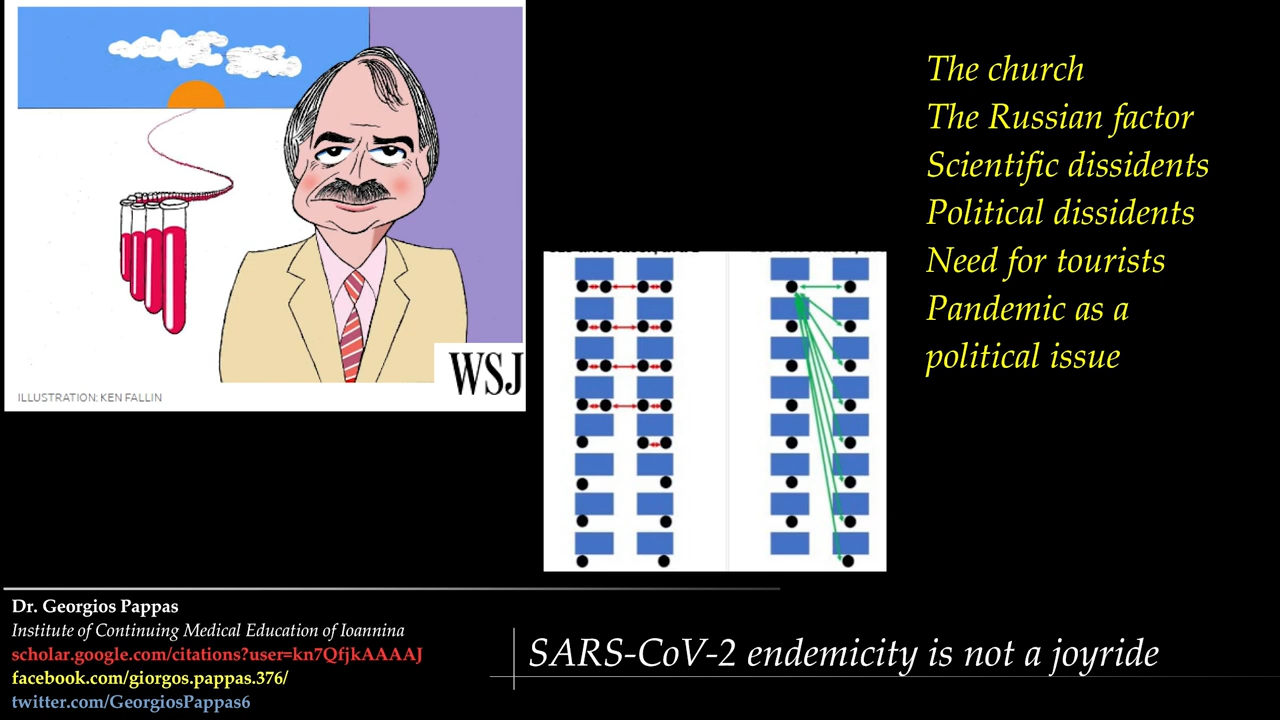 The church
The Russian factor
Scientific dissidents
Political dissidents
Need for tourists
Pandemic as a
political issue
WSJ
ILLUSTRATION: KEN FALLIN
Dr. Georgios Pappas
Institute of Continuing Medical Education of Ioannina
scholar.google.com/citations?user=kn7QfjkAAAAJ
facebook.com/giorgos.pappas.376/
twitter.com/GeorgiosPappas6
SARS-CoV-2 endemicity is not a joyride